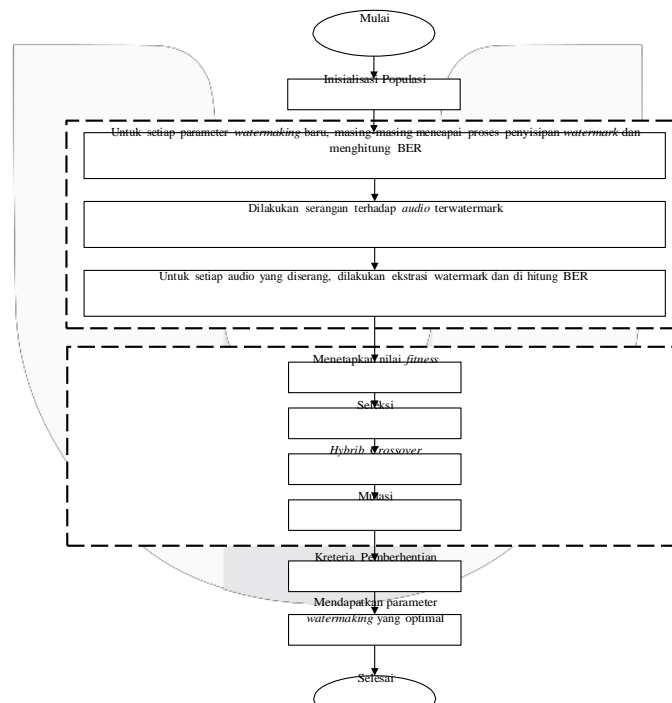 Mulai
Inisialisasi Populasi
Untuk setiap parameter watermaking baru, masing-masing mencapai proses penyisipan watermark dan
menghitung BER
Dilakukan serangan terhadap audio terwatermark
Untuk setiap audio yang diserang, dilakukan ekstrasi watermark dan di hitung BER
Menetapkan nilai fitness
Seleksi
Hybrib Crossover
Mutasi
Kreteria Pemberhentian
Mendapatkan parameter
watermaking yang optimal
Selesai